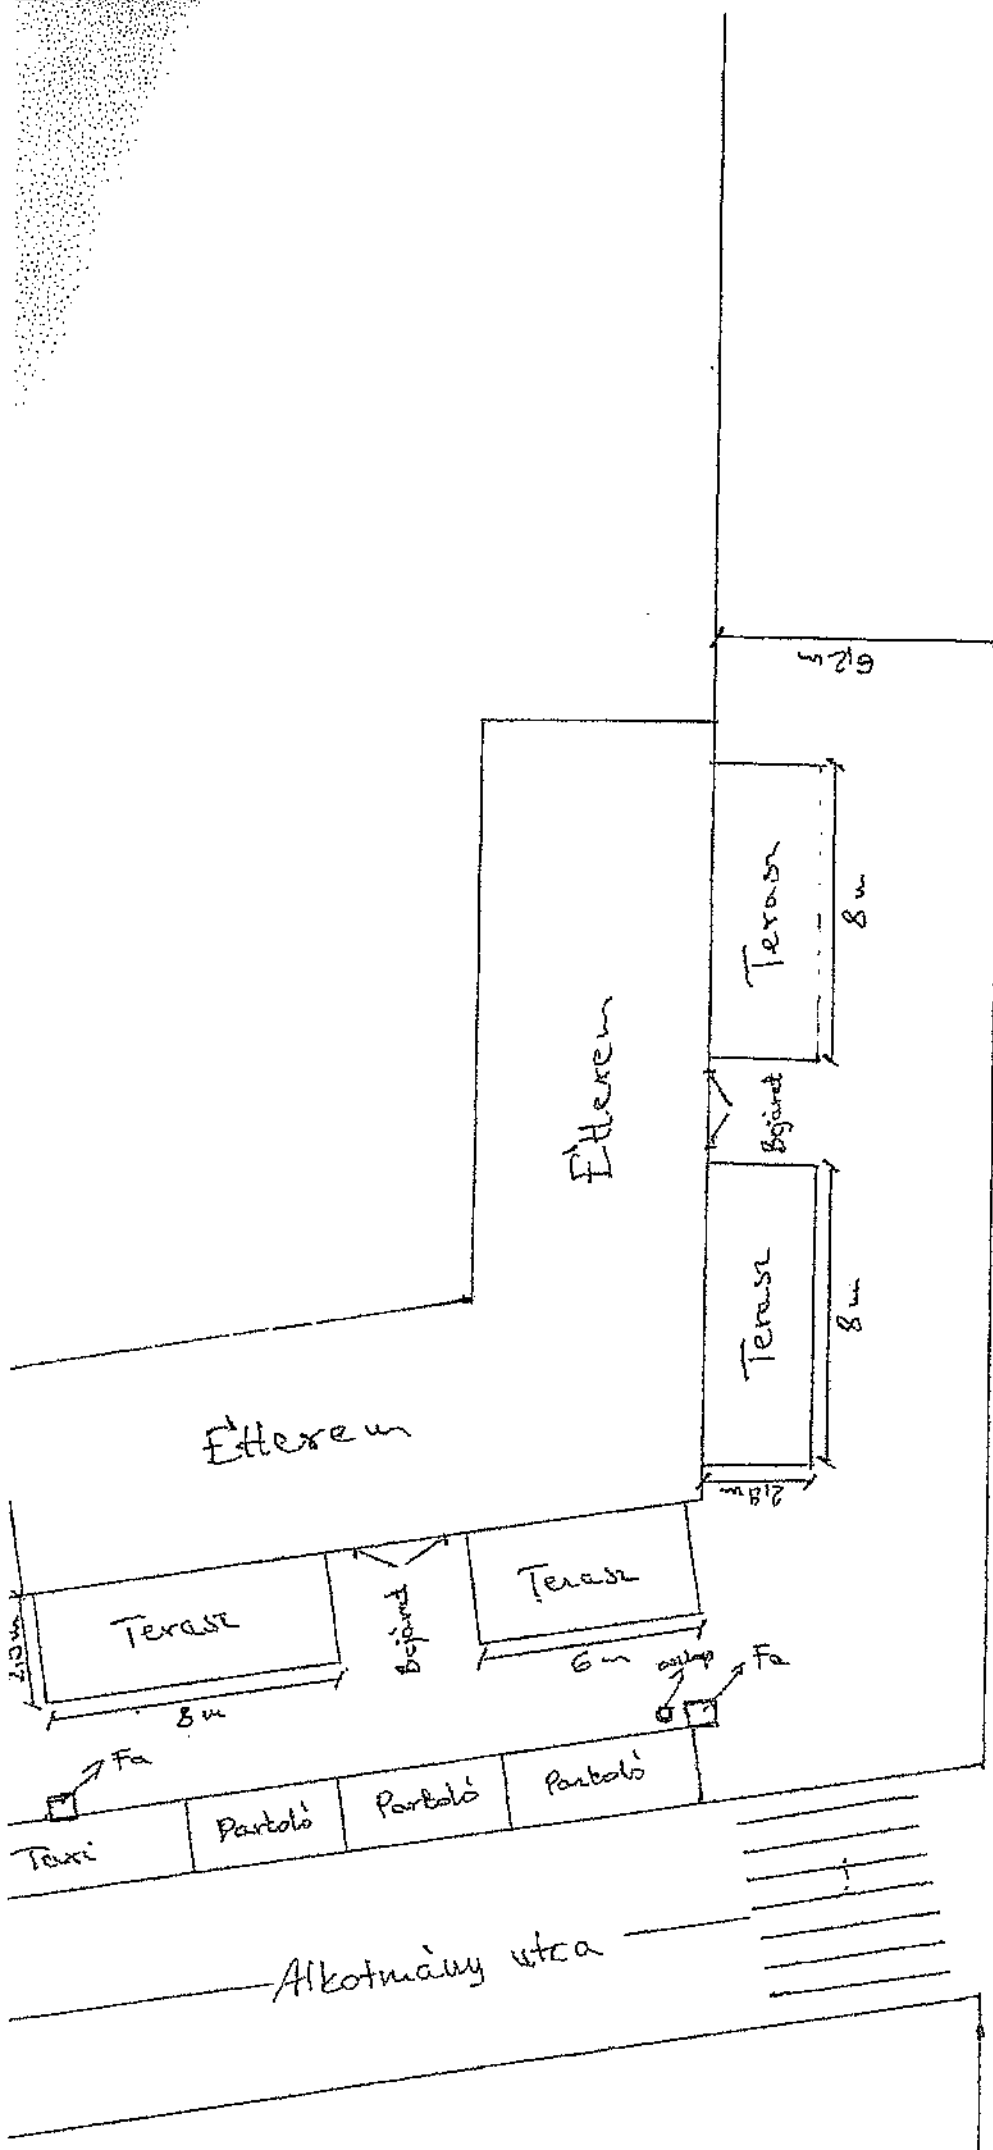 6,2 m
Terasz
8 m
Étterem
Bejárat
Terasz
8 m
Étterem
2,9 m
Terasz
Terasz
Bejárat
6 m
oszlop
Fa
8 m
Fa
Parkoló
Parkoló
Parkoló
Taxi
Alkotmány utca